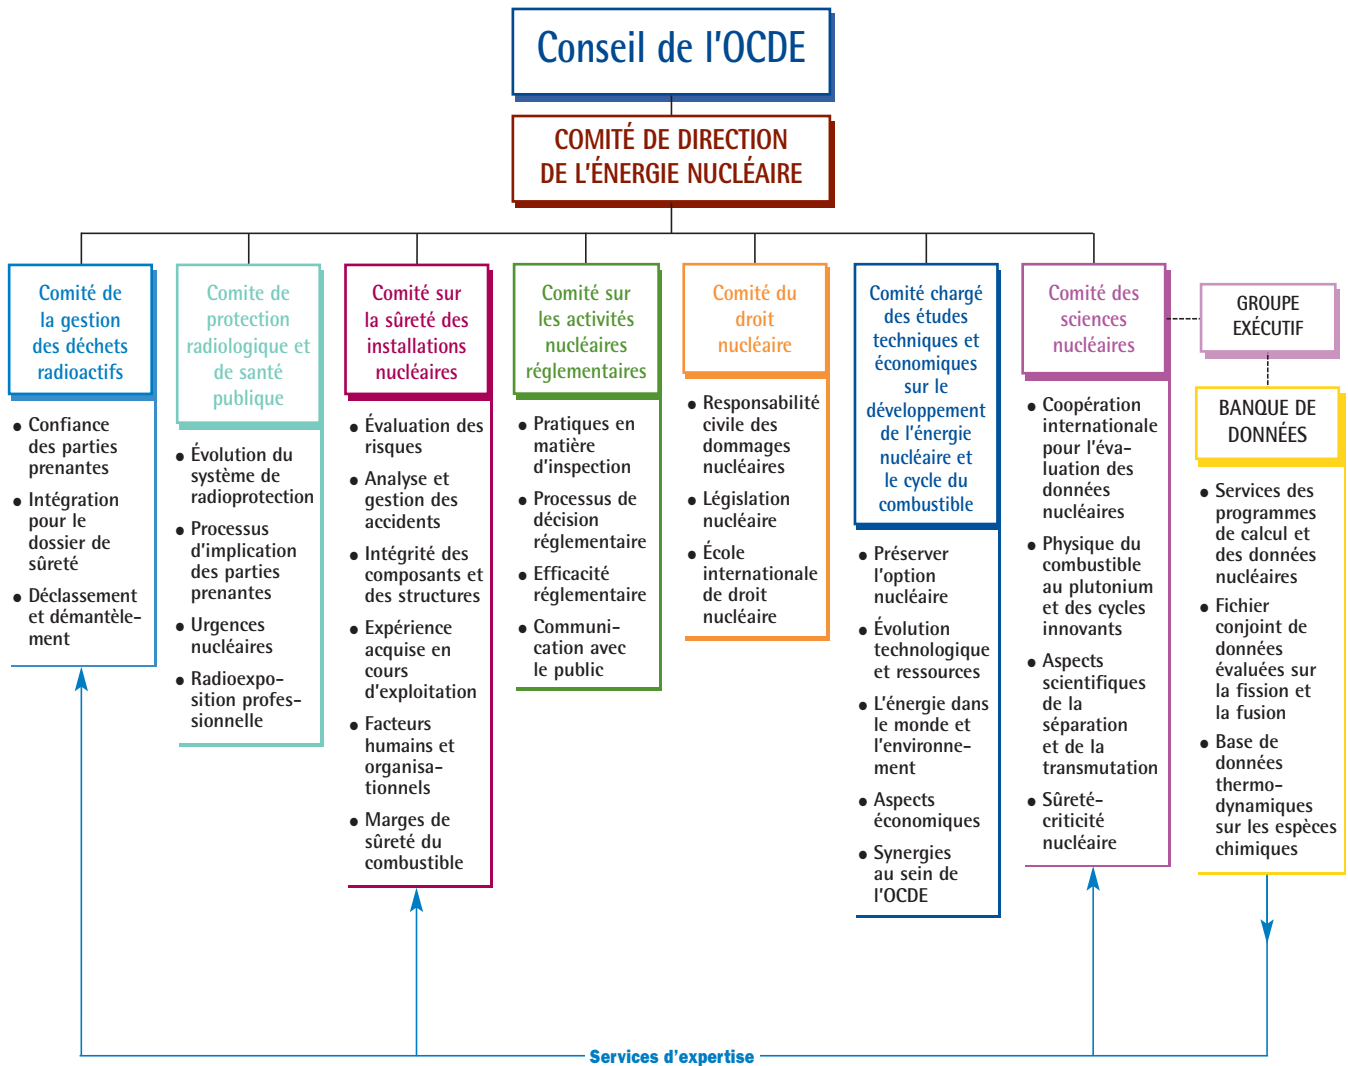 Conseil de l'OCDE
COMITÉ DE DIRECTION
DE L'ÉNERGIE NUCLÉAIRE
Comité de
la gestion
des déchets
radioactifs
• Confiance
des parties
prenantes
• Intégration
pour le
dossier de
sûreté
• Déclassement
et démantèle-
ment
Comite de
protection
radiologique et
de santé
publique
• Évolution du
système de
radioprotection
• Processus
d'implication
des parties
prenantes
• Urgences
nucléaires
• Radioexpo-
sition profes-
sionnelle
Comité sur
la sûreté des
installations
nucléaires
• Évaluation des
risques
• Analyse et
gestion des
accidents
• Intégrité des
composants et
des structures
• Expérience
acquise en
cours
d'exploitation
• Facteurs
humains et
organisa-
tionnels
• Marges de
sûreté du
combustible
Comité sur
les activités
nucléaires
réglementaires
• Pratiques en
matière
d'inspection
• Processus de
décision
réglementaire
• Efficacité
réglementaire
• Communi-
cation avec
le public
Comité du
droit
nucléaire
• Responsabilité
civile des
dommages
nucléaires
• Législation
nucléaire
• École
internationale
de droit
nucléaire
Comité chargé
des études
techniques et
économiques
sur le
développement
de l'énergie
nucléaire et
le cycle du
combustible
• Préserver
l'option
nucléaire
• Évolution
technologique
et ressources
• L'énergie dans
le monde et
l'environne-
ment
• Aspects
économiques
• Synergies
au sein de
l'OCDE
Comité des
sciences
nucléaires
• Coopération
internationale
pour l'éva-
luation des
données
nucléaires
• Physique du
combustible
au plutonium
et des cycles
innovants
• Aspects
scientifiques
de la
séparation
et de la
transmutation
• Sûreté-
criticité
nucléaire
GROUPE
EXÉCUTIF
BANQUE DE
DONNÉES
• Services des
programmes
de calcul et
des données
nucléaires
• Fichier
conjoint de
données
évaluées sur
la fission et
la fusion
• Base de
données
thermo-
dynamiques
sur les espèces
chimiques
Services d'expertise